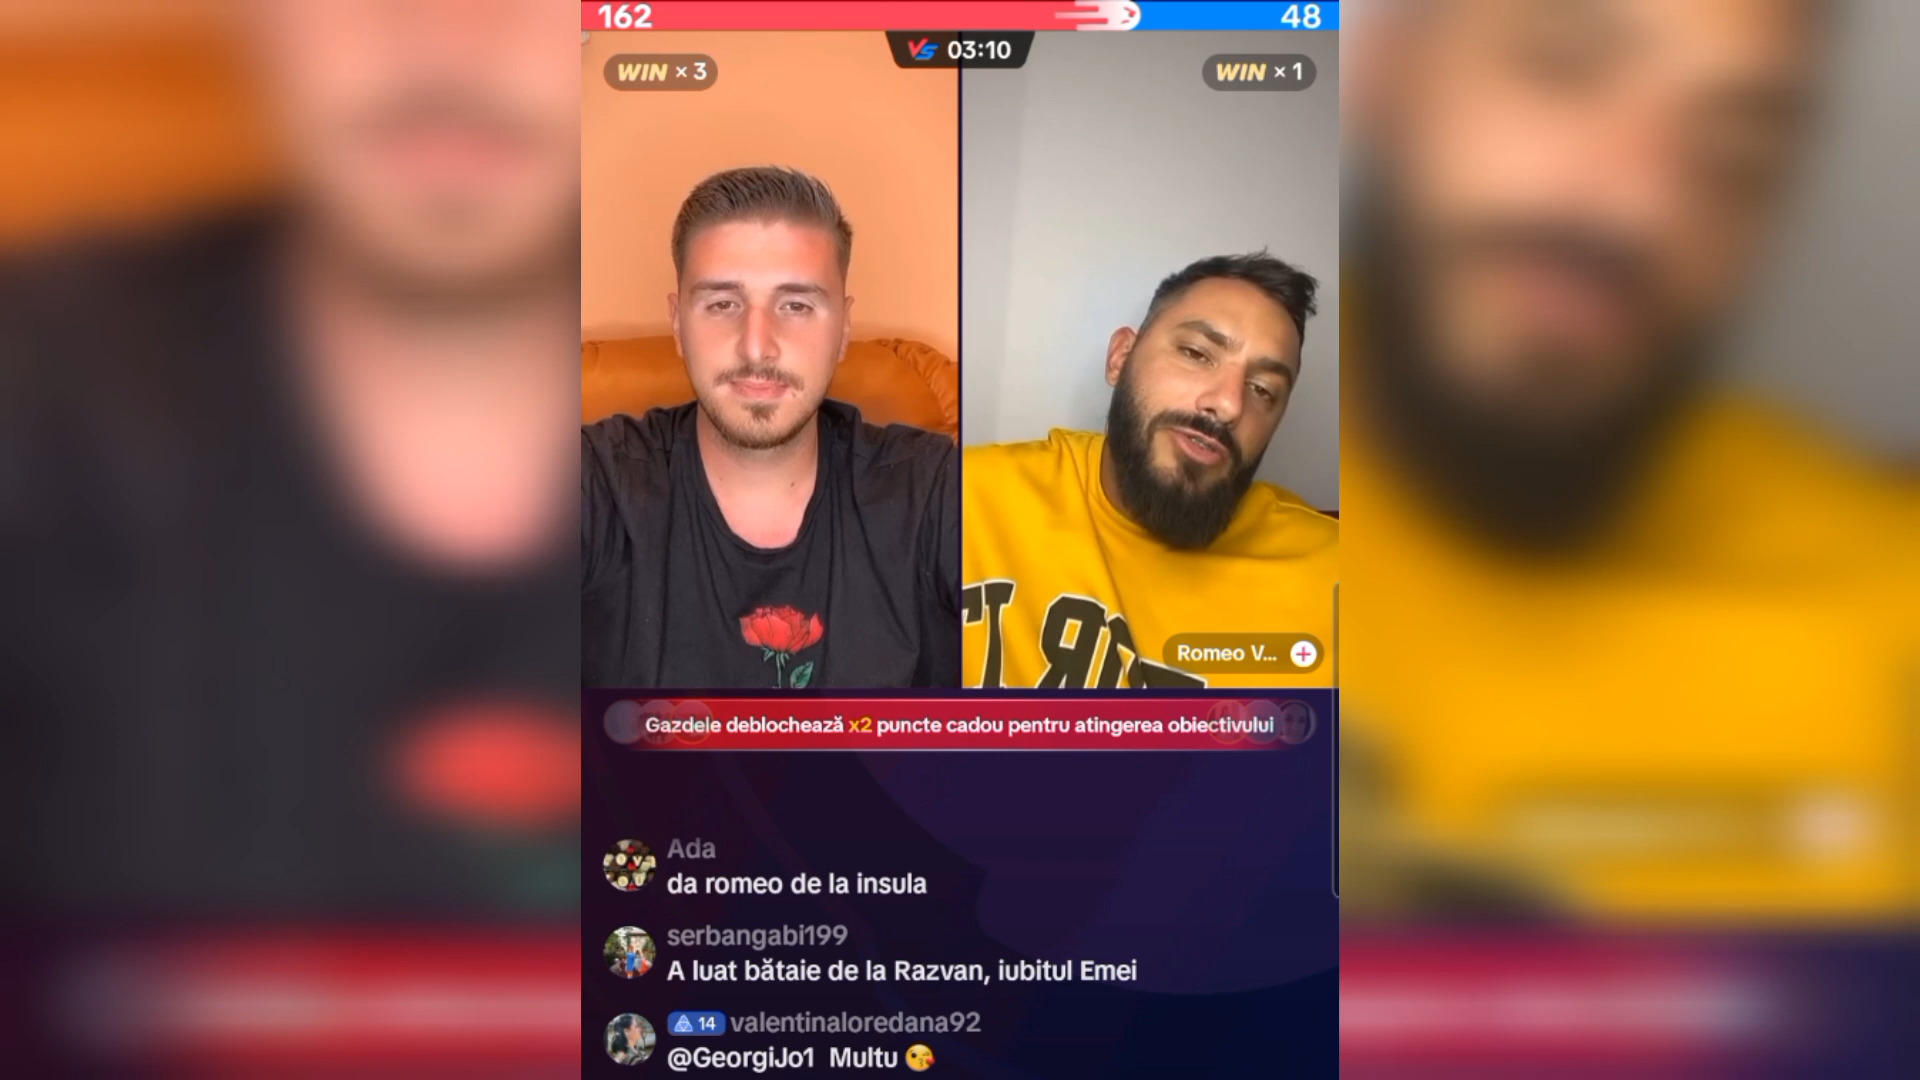 162
48
VS 03:10
WIN × 3
WIN × 1
Romeo V...
Gazdele deblochează x2 puncte cadou pentru atingerea obiectivului
Ada
da romeo de la insula
serbangabi199
A luat bătaie de la Razvan, iubitul Emei
14 valentinaloredana92
@GeorgiJo1 Multu 😘